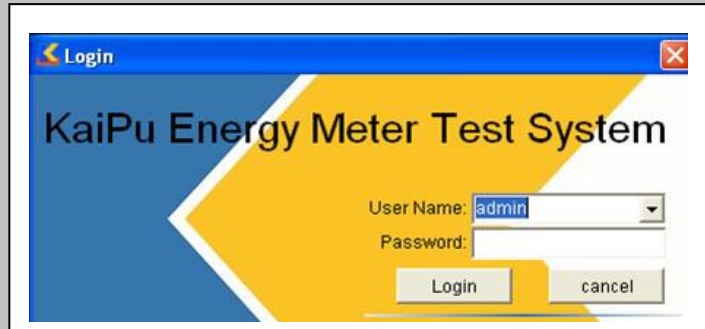 Login
KaiPu Energy Meter Test System
User Name: admin
Password:
Login cancel